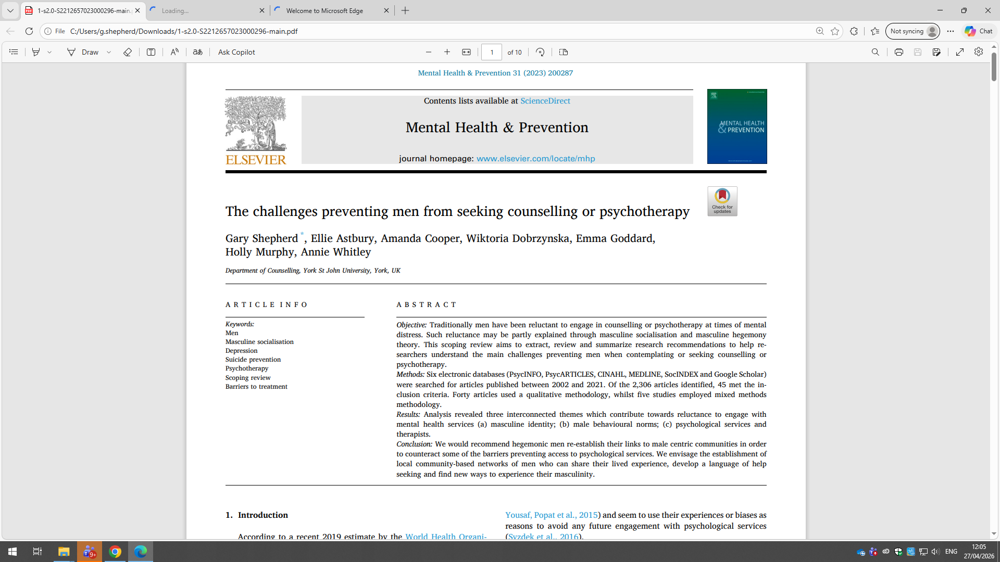 1-s2.0-S2212657023000296-main.p
Loading...
Welcome to Microsoft Edge
File C:/Users/g.shepherd/Downloads/1-s2.0-S2212657023000296-main.pdf
Not syncing
Chat
Draw
Ask Copilot
1 of 10
Mental Health & Prevention 31 (2023) 200287
Contents lists available at ScienceDirect
Mental Health & Prevention
journal homepage: www.elsevier.com/locate/mhp
ELSEVIER
MENTAL HEALTH
& PREVENTION
Check for
updates
The challenges preventing men from seeking counselling or psychotherapy
Gary Shepherd *, Ellie Astbury, Amanda Cooper, Wiktoria Dobrzynska, Emma Goddard,
Holly Murphy, Annie Whitley
Department of Counselling, York St John University, York, UK
ARTICLE INFO
Keywords:
Men
Masculine socialisation
Depression
Suicide prevention
Psychotherapy
Scoping review
Barriers to treatment
ABSTRACT
Objective: Traditionally men have been reluctant to engage in counselling or psychotherapy at times of mental
distress. Such reluctance may be partly explained through masculine socialisation and masculine hegemony
theory. This scoping review aims to extract, review and summarize research recommendations to help re-
searchers understand the main challenges preventing men when contemplating or seeking counselling or
psychotherapy.
Methods: Six electronic databases (PsycINFO, PsycARTICLES, CINAHL, MEDLINE, SocINDEX and Google Scholar)
were searched for articles published between 2002 and 2021. Of the 2,306 articles identified, 45 met the in-
clusion criteria. Forty articles used a qualitative methodology, whilst five studies employed mixed methods
methodology.
Results: Analysis revealed three interconnected themes which contribute towards reluctance to engage with
mental health services (a) masculine identity; (b) male behavioural norms; (c) psychological services and
therapists.
Conclusion: We would recommend hegemonic men re-establish their links to male centric communities in order
to counteract some of the barriers preventing access to psychological services. We envisage the establishment of
local community-based networks of men who can share their lived experience, develop a language of help
seeking and find new ways to experience their masculinity.
1. Introduction
According to a recent 2019 estimate by the World Health Organi-
Yousaf, Popat et al., 2015) and seem to use their experiences or biases as
reasons to avoid any future engagement with psychological services
(Syzdek et al., 2016).
9+
ENG
12:05
27/04/2026